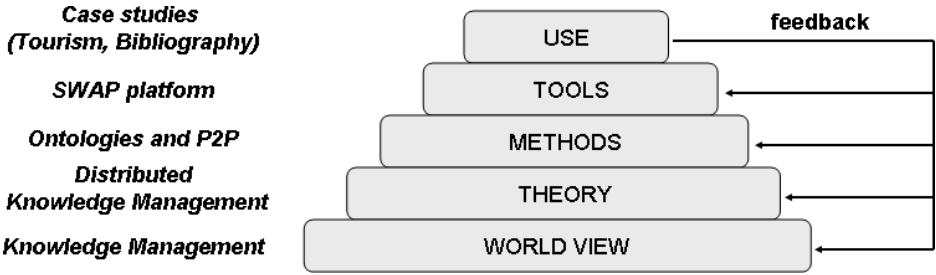 Case studies
(Tourism, Bibliography)
USE
feedback
SWAP platform
TOOLS
Ontologies and P2P
METHODS
Distributed
Knowledge Management
THEORY
Knowledge Management
WORLD VIEW